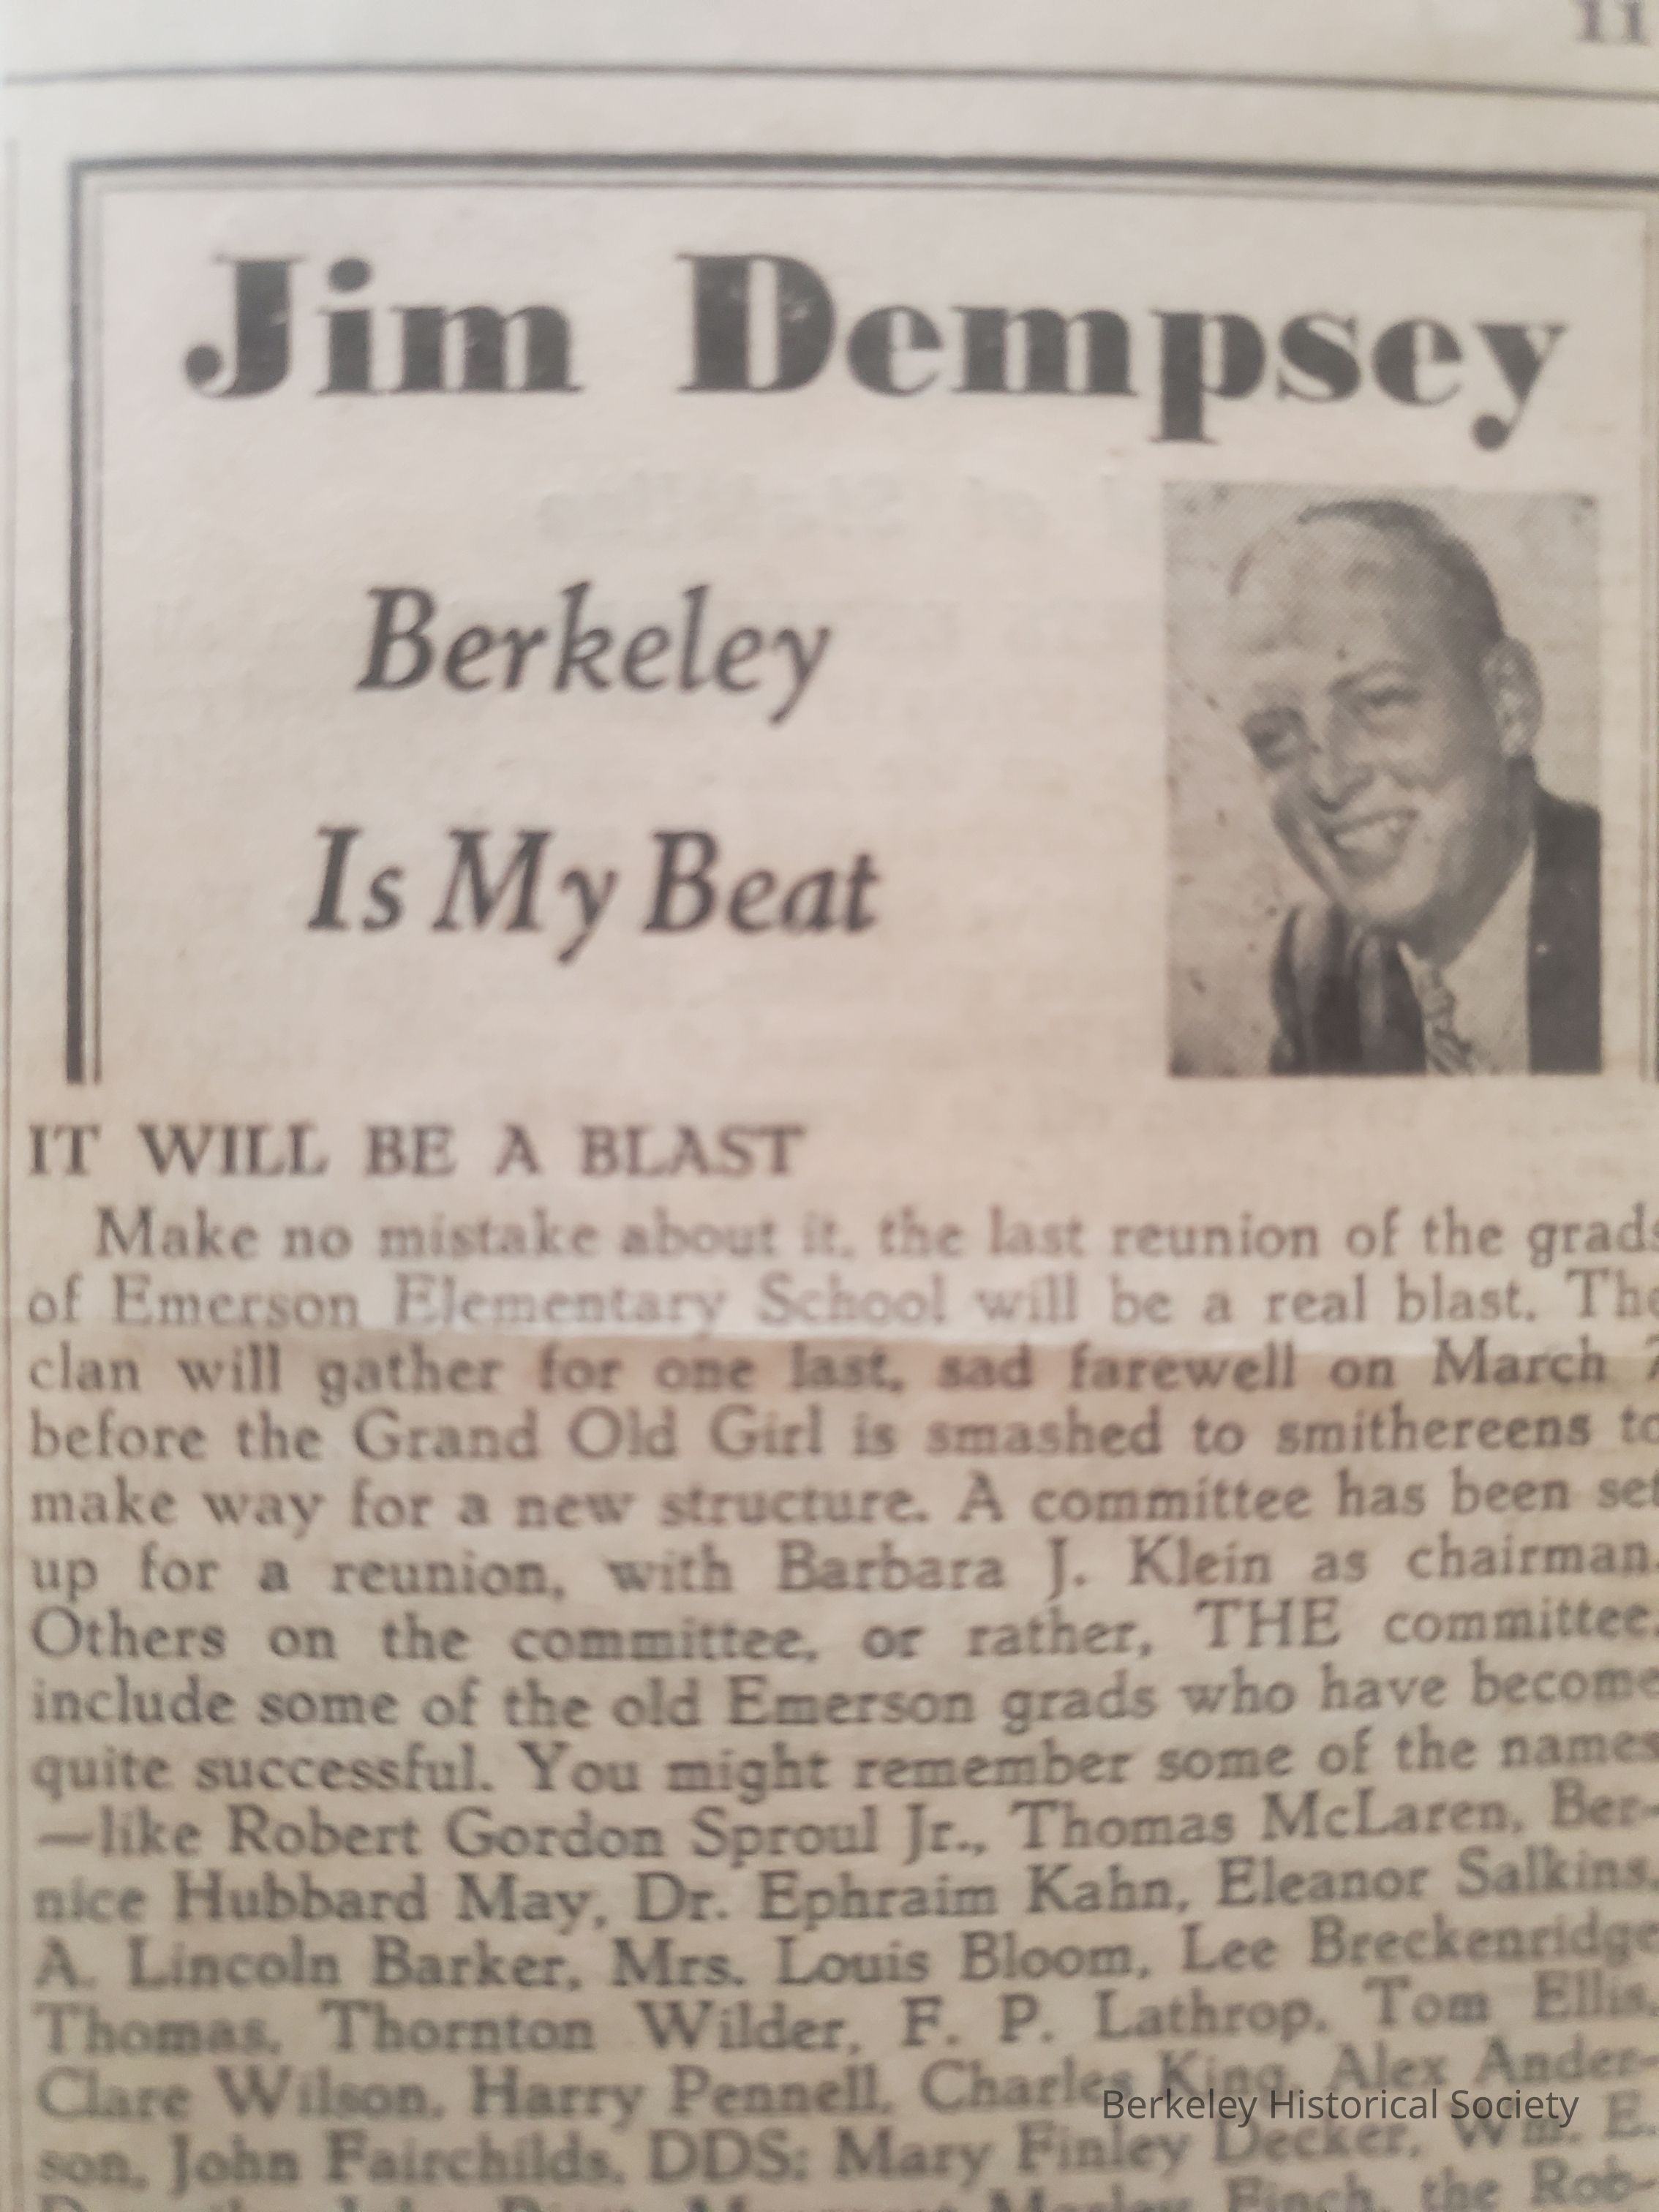 11
Jim Dempsey
Berkeley
Is My Beat
IT WILL BE A BLAST
Make no mistake about it, the last reunion of the grads
of Emerson Elementary School will be a real blast. The
clan will gather for one last, sad farewell on March 7
before the Grand Old Girl is smashed to smithereens to
make way for a new structure. A committee has been set
up for a reunion, with Barbara J. Klein as chairman.
Others on the committee, or rather, THE committee,
include some of the old Emerson grads who have become
quite successful. You might remember some of the names
—like Robert Gordon Sproul Jr., Thomas McLaren, Ber-
nice Hubbard May, Dr. Ephraim Kahn, Eleanor Salkins,
A. Lincoln Barker, Mrs. Louis Bloom, Lee Breckenridge
Thomas, Thornton Wilder, F. P. Lathrop, Tom Ellis,
Clare Wilson, Harry Pennell, Charles King, Alex Ander-
son, John Fairchilds, DDS; Mary Finley Decker, Wm. E.
Finch, the Rob-
Berkeley Historical Society